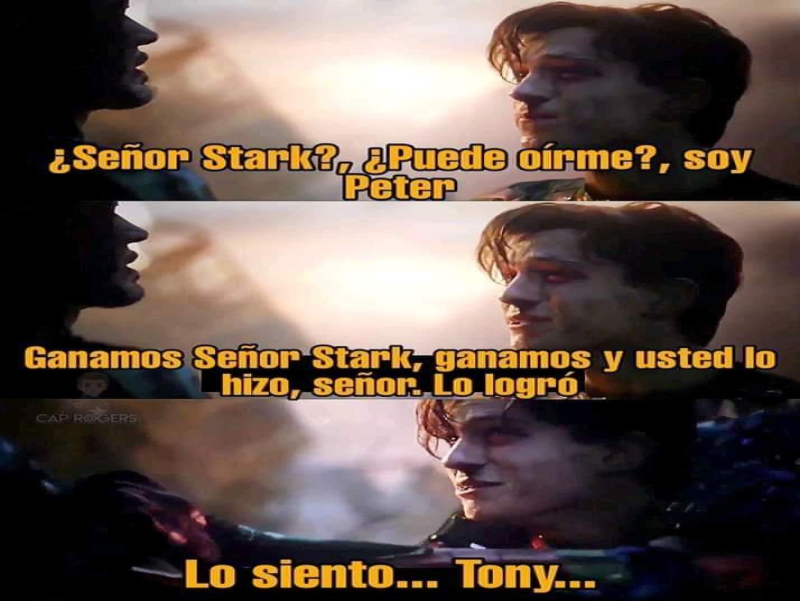 ¿Señor Stark?, ¿Puede oírme?, soy
Peter
Ganamos Señor Stark, ganamos y usted lo
hizo, señor. Lo logró
CAP ROGERS
Lo siento... Tony...